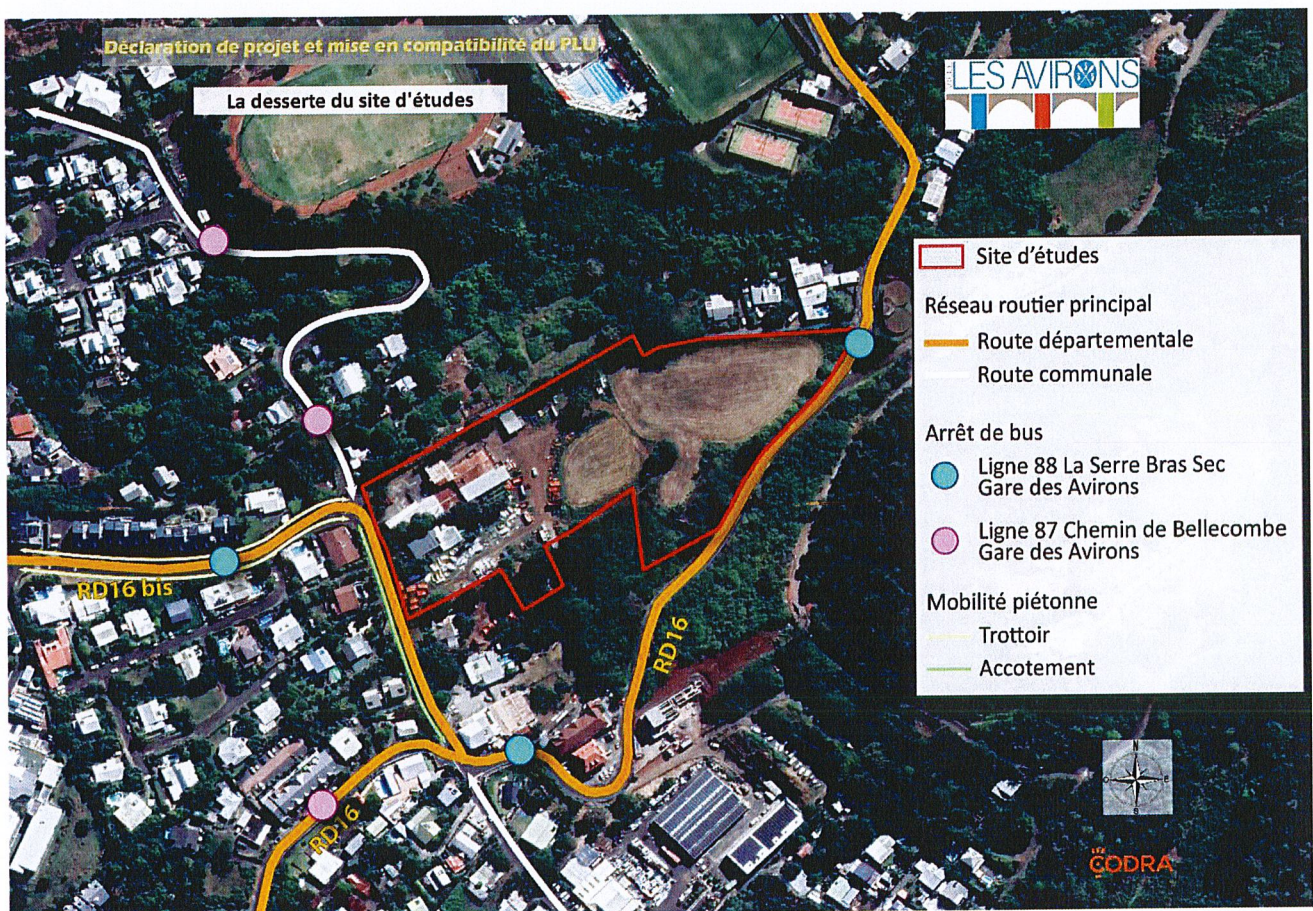 Déclaration de projet et mise en compatibilité du PLU
La desserte du site d'études
LES AVIRONS
Site d'études
Réseau routier principal
Route départementale
Route communale
Arrêt de bus
Ligne 88 La Serre Bras Sec
Gare des Avirons
Ligne 87 Chemin de Bellecombe
Gare des Avirons
Mobilité piétonne
Trottoir
Accotement
RD16 bis
RD16
RD16
N
O
E
S
CODRA